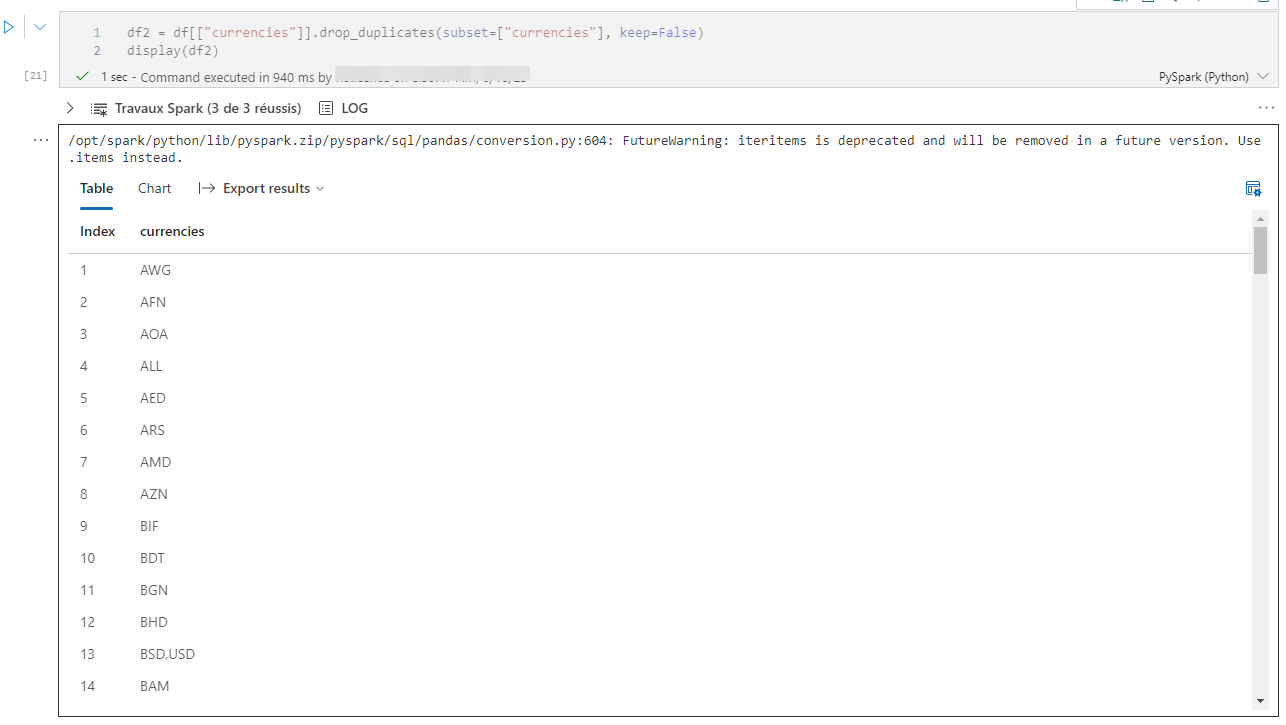 1 df2 = df[["currencies"]].drop_duplicates(subset=["currencies"], keep=False)
2 display(df2)
[21]
1 sec - Command executed in 940 ms by
PySpark (Python)
Travaux Spark (3 de 3 réussis) LOG
/opt/spark/python/lib/pyspark.zip/pyspark/sql/pandas/conversion.py:604: FutureWarning: iteritems is deprecated and will be removed in a future version. Use
.items instead.
Table Chart Export results
Index currencies
1 AWG
2 AFN
3 AOA
4 ALL
5 AED
6 ARS
7 AMD
8 AZN
9 BIF
10 BDT
11 BGN
12 BHD
13 BSD,USD
14 BAM